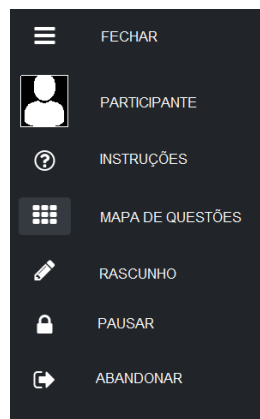 FECHAR
PARTICIPANTE
INSTRUÇÕES
MAPA DE QUESTÕES
RASCUNHO
PAUSAR
ABANDONAR